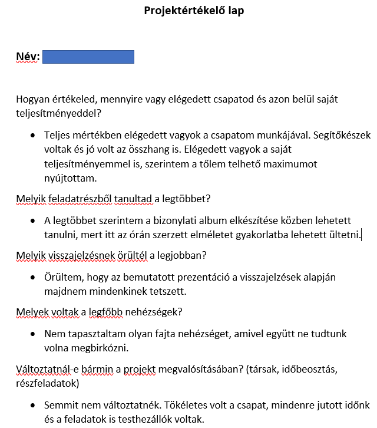 Projektértékelő lap
Név:
Hogyan értékeled, mennyire vagy elégedett csapatod és azon belül saját
teljesítményeddel?
• Teljes mértékben elégedett vagyok a csapatom munkájával. Segítőkészek
voltak és jó volt az összhang is. Elégedett vagyok a saját
teljesítményemmel is, szerintem a tőlem telhető maximumot
nyújtottam.
Melyik feladatrészből tanultad a legtöbbet?
• A legtöbbet szerintem a bizonylati album elkészítése közben lehetett
tanulni, mert itt az órán szerzett elméletet gyakorlatba lehetett ültetni.
Melyik visszajelzésnek örültél a legjobban?
• Örültem, hogy az bemutatott prezentáció a visszajelzések alapján
majdnem mindenkinek tetszett.
Melyek voltak a legfőbb nehézségek?
• Nem tapasztaltam olyan fajta nehézséget, amivel együtt ne tudtunk
volna megbirkózni.
Változtatnál-e bármin a projekt megvalósításában? (társak, időbeosztás,
részfeladatok)
• Semmit nem változtatnék. Tökéletes volt a csapat, mindenre jutott időnk
és a feladatok is testhezállók voltak.